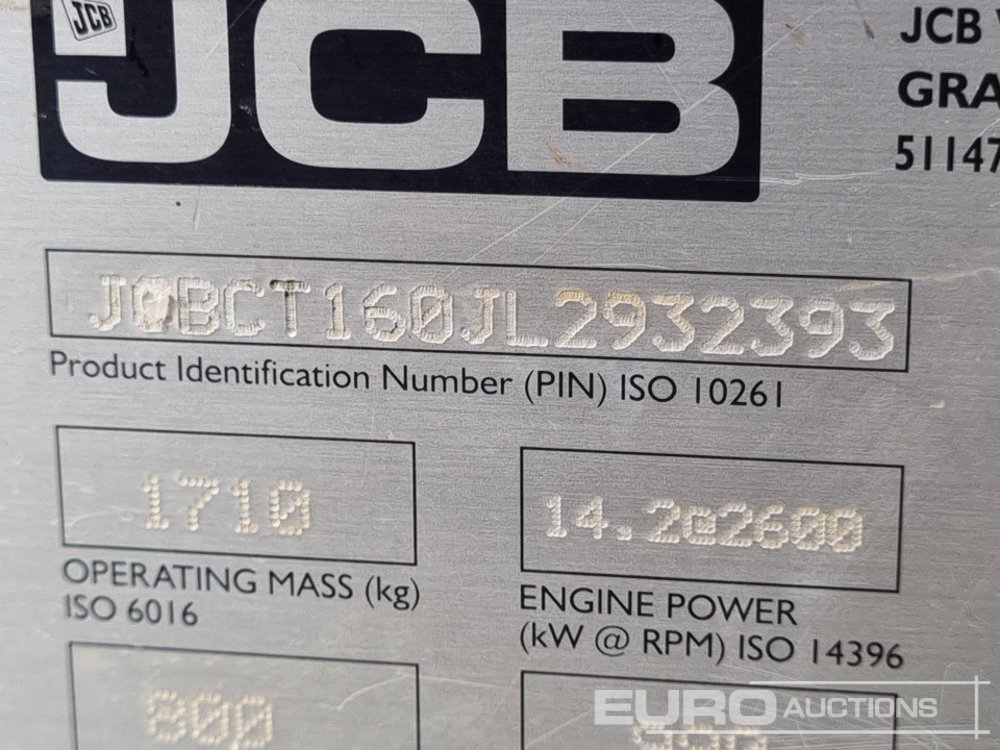 JCB
JCB
JCB
GRA
51147
JCBCT160JL2932393
Product Identification Number (PIN) ISO 10261
1710
14.2@2600
OPERATING MASS (kg)
ISO 6016
ENGINE POWER
(kW @ RPM) ISO 14396
800
EURO AUCTIONS